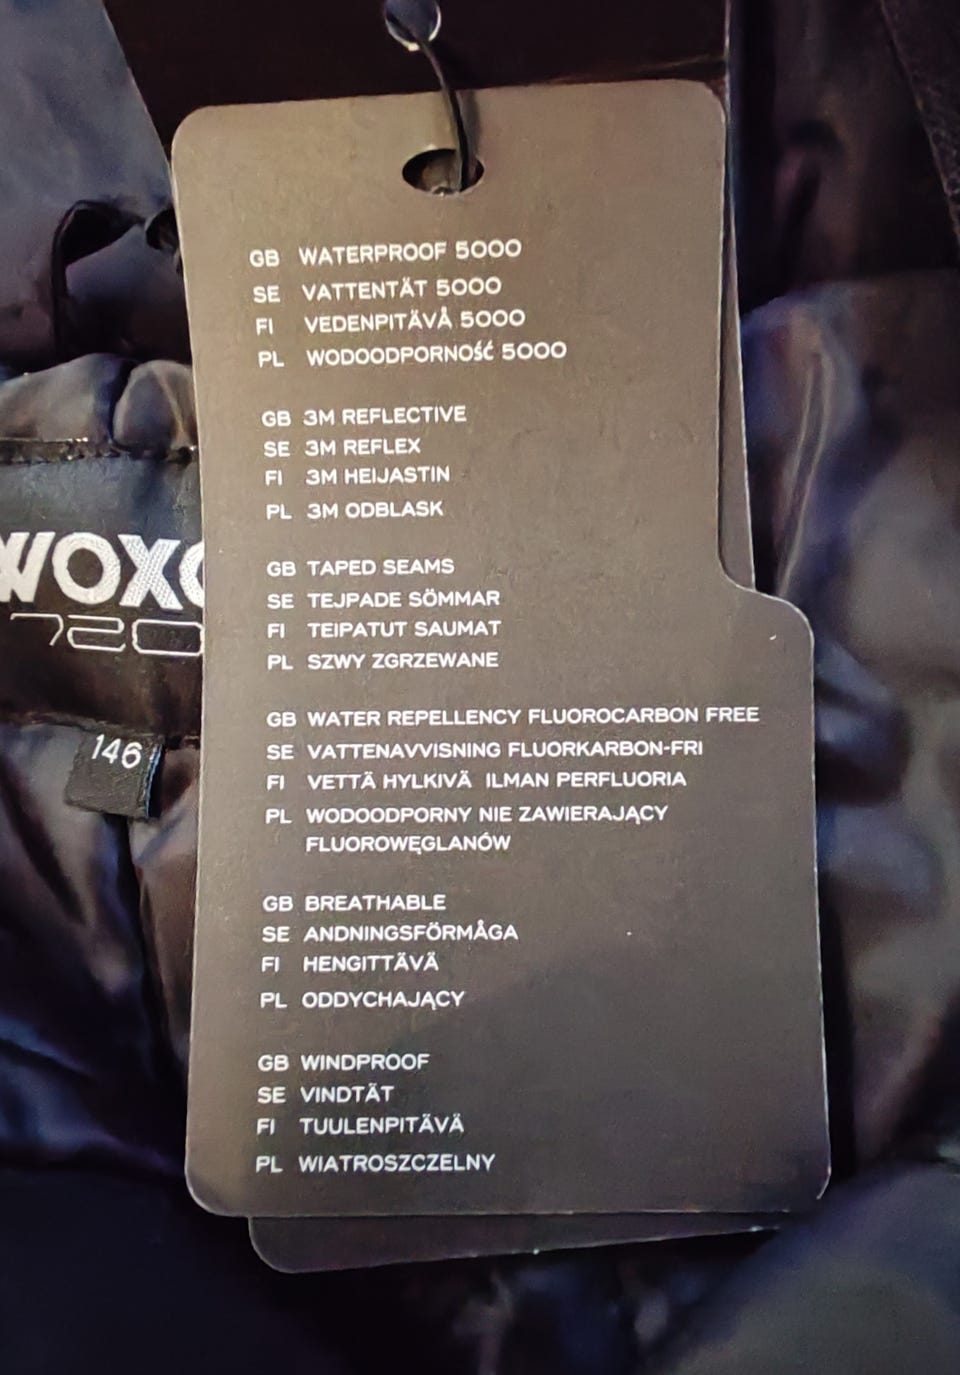 GB WATERPROOF 5000
SE VATTENTÄT 5000
FI VEDENPITÄVÅ 5000
PL WODOODPORNOŚĆ 5000
GB 3M REFLECTIVE
SE 3M REFLEX
FI 3M HEIJASTIN
PL 3M ODBLASK
GB TAPED SEAMS
SE TEJPADE SÖMMAR
FI TEIPATUT SAUMAT
PL SZWY ZGRZEWANE
GB WATER REPELLENCY FLUOROCARBON FREE
SE VATTENAVVISNING FLUORKARBON-FRI
FI VETTÄ HYLKIVÄ ILMAN PERFLUORIA
PL WODOODPORNY NIE ZAWIERAJĄCY
FLUOROWĘGLANÓW
GB BREATHABLE
SE ANDNINGSFÖRMÅGA
FI HENGITTÄVÄ
PL ODDYCHAJĄCY
GB WINDPROOF
SE VINDTÄT
FI TUULENPITÄVÄ
PL WIATROSZCZELNY
WOXO
720
146